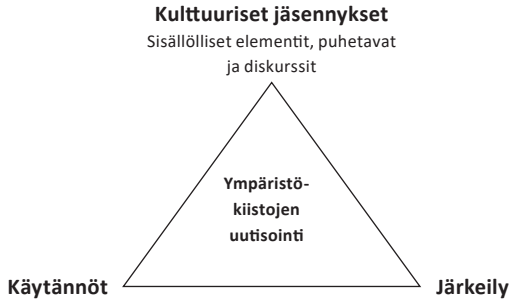 Kulttuuriset jäsennykset
Sisällölliset elementit, puhetavat
ja diskurssit
Ympäristö-
kiistojen
uutisointi
Käytännöt
Järkeily